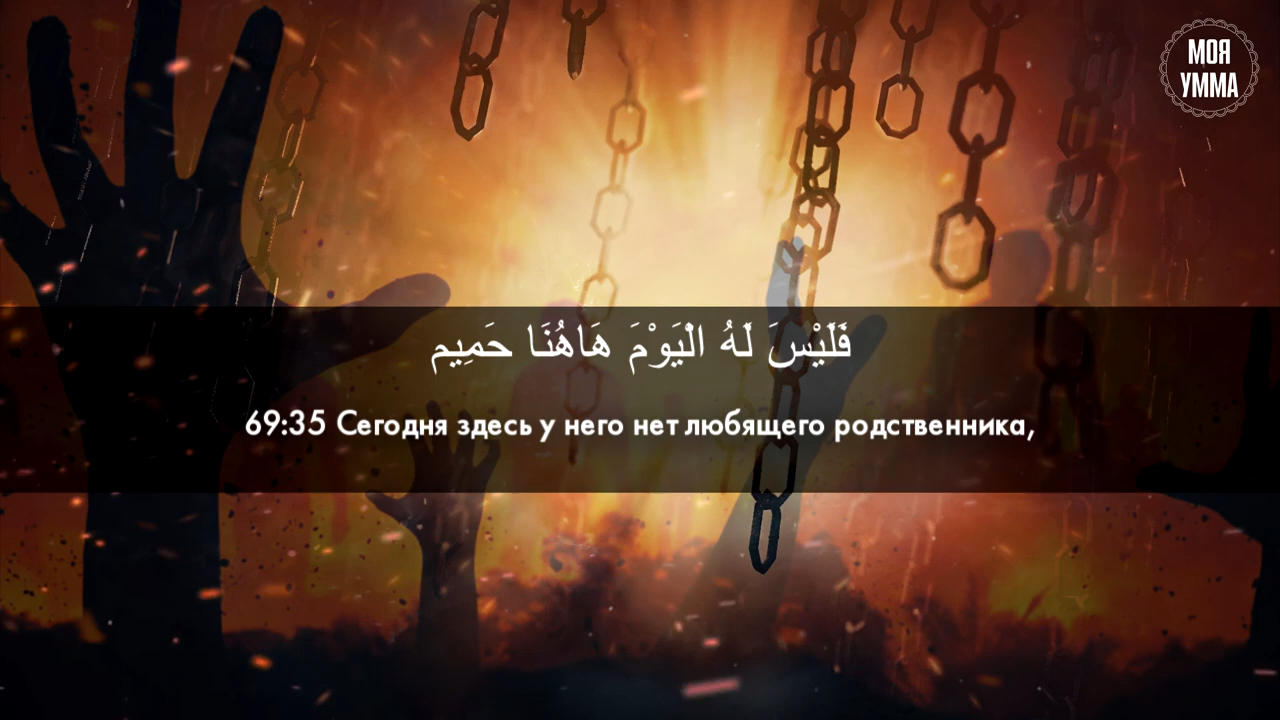 МОЯ
УММА
فَلَيْسَ لَهُ الْيَوْمَ هَاهُنَا حَمِيم
69:35 Сегодня здесь у него нет любящего родственника,